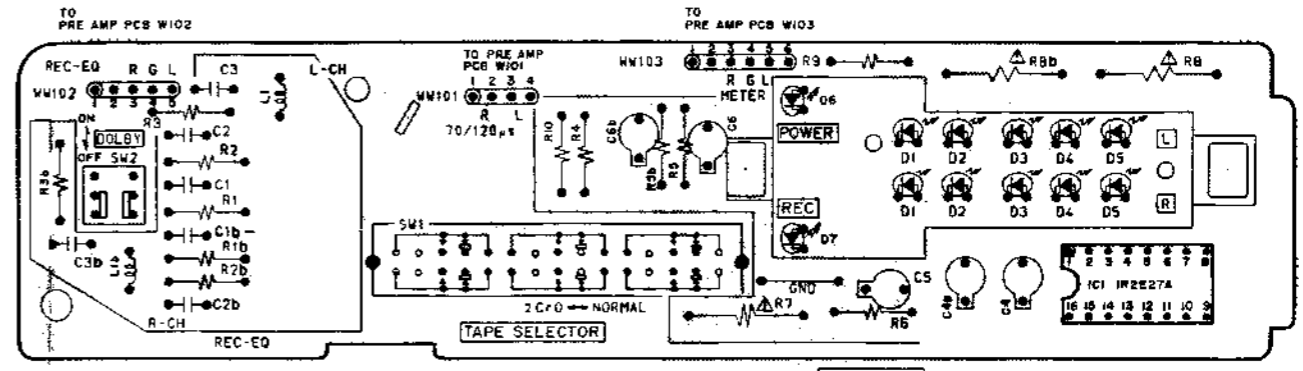 TO
PRE AMP PCS W102
TO
PRE AMP PCB W103
TO PRE AMP
PCB W101
REC-EQ
R G L
C3
L-CH
1 2 3 4
WW103
1 2 3 4 5 6
R9
R8b
R8
WW102
1 2 3 4 5
R3
L1
WW101
R L
70/120μs
R G L
METER
D6
POWER
ON
DOLBY
OFF SW2
C2
R2
R3b
C1
R1
C1b
R1b
R2b
C2b
C3b
L1b
R-CH
REC-EQ
R10
R4
C6b
R5b
R5
C6
D1 D2 D3 D4 D5
L
D1 D2 D3 D4 D5
R
REC
D7
SW1
2CrO ↔ NORMAL
TAPE SELECTOR
GND
R7
C5
R6
C4b
C4
1 2 3 4 5 6 7 8
IC1 IR2E27A
16 15 14 13 12 11 10 9